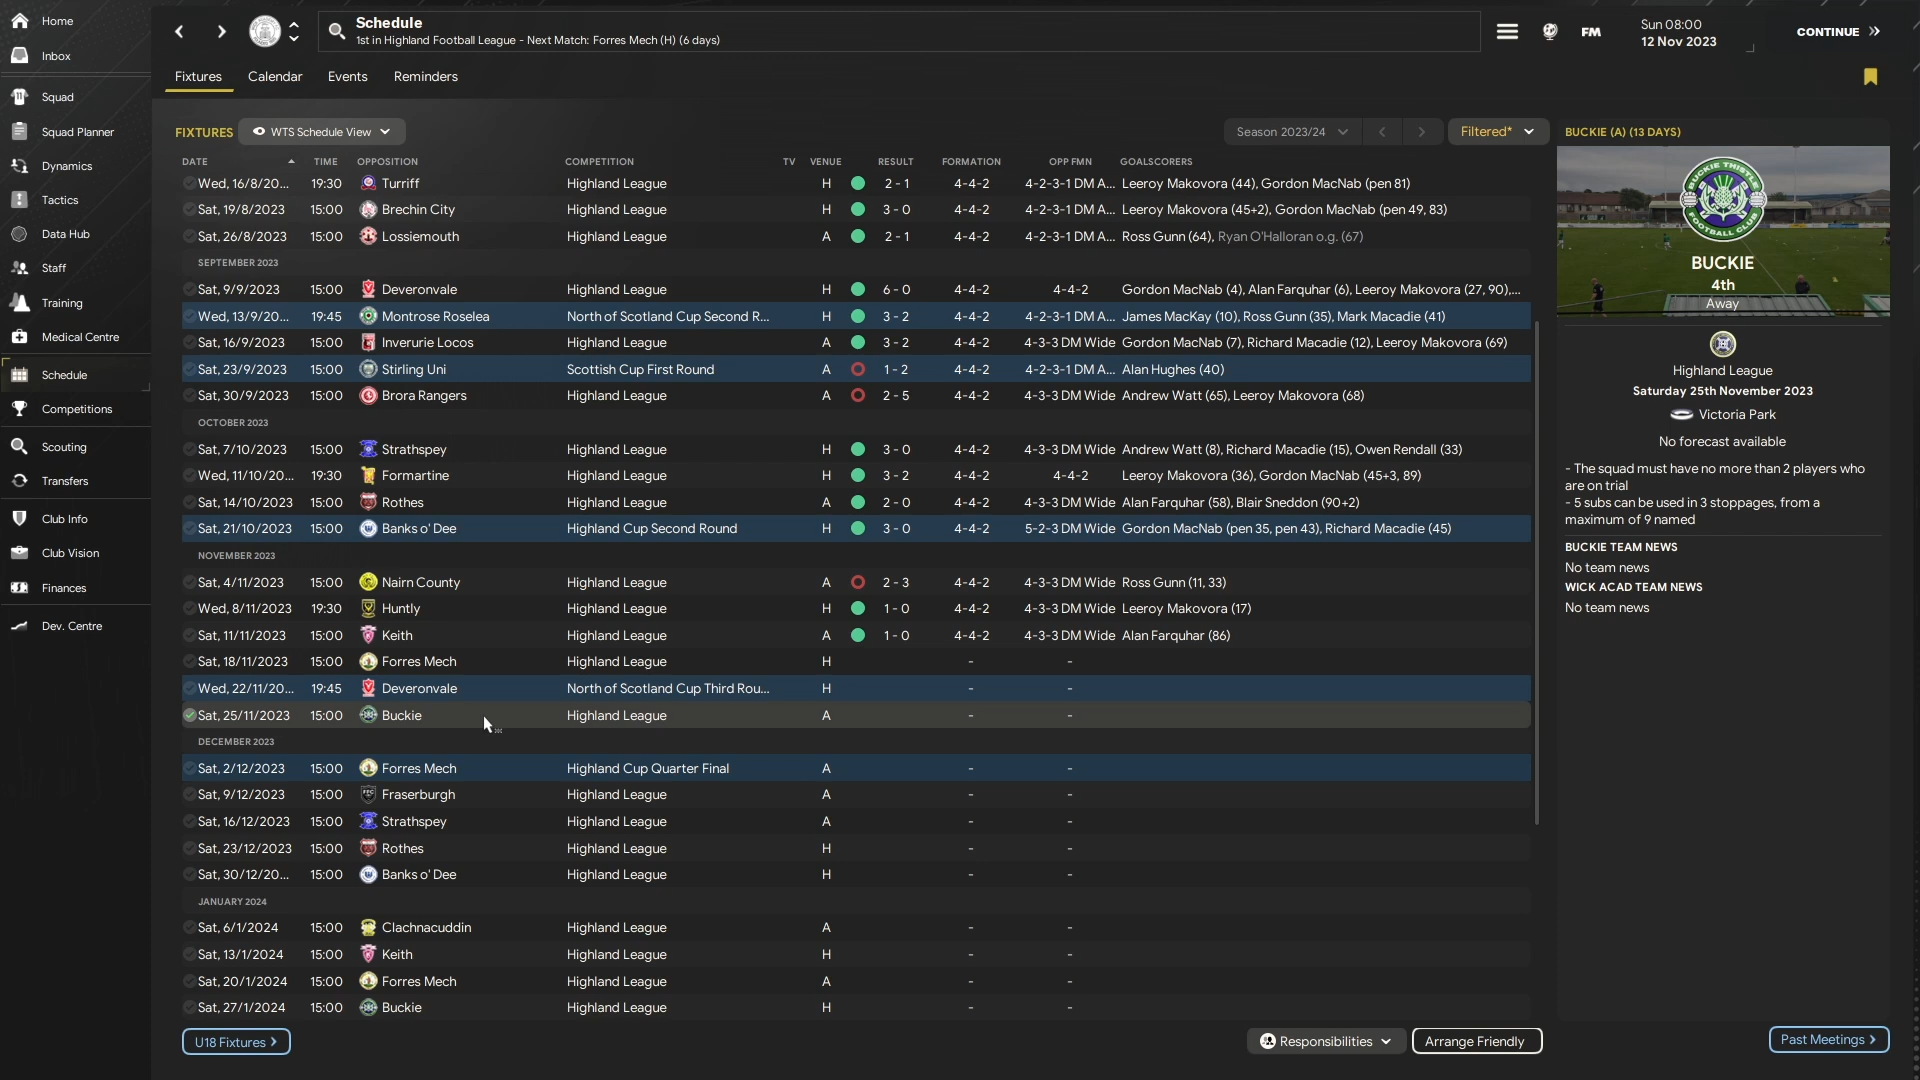 Home
Inbox
Squad
Squad Planner
Dynamics
Tactics
Data Hub
Staff
Training
Medical Centre
Schedule
Competitions
Scouting
Transfers
Club Info
Club Vision
Finances
Dev. Centre
Schedule
1st in Highland Football League - Next Match: Forres Mech (H) (6 days)
FM
Sun 08:00
12 Nov 2023
CONTINUE
Fixtures Calendar Events Reminders
FIXTURES WTS Schedule View Season 2023/24 Filtered*
DATE TIME OPPOSITION COMPETITION TV VENUE RESULT FORMATION OPP FMN GOALSCORERS
Wed, 16/8/20... 19:30 Turriff Highland League H 2 - 1 4-4-2 4-2-3-1 DM A... Leeroy Makovora (44), Gordon MacNab (pen 81)
Sat, 19/8/2023 15:00 Brechin City Highland League H 3 - 0 4-4-2 4-2-3-1 DM A... Leeroy Makovora (45+2), Gordon MacNab (pen 49, 83)
Sat, 26/8/2023 15:00 Lossiemouth Highland League A 2 - 1 4-4-2 4-2-3-1 DM A... Ross Gunn (64), Ryan O'Halloran o.g. (67)
SEPTEMBER 2023
Sat, 9/9/2023 15:00 Deveronvale Highland League H 6 - 0 4-4-2 4-4-2 Gordon MacNab (4), Alan Farquhar (6), Leeroy Makovora (27, 90),...
Wed, 13/9/20... 19:45 Montrose Roselea North of Scotland Cup Second R... H 3 - 2 4-4-2 4-2-3-1 DM A... James MacKay (10), Ross Gunn (35), Mark Macadie (41)
Sat, 16/9/2023 15:00 Inverurie Locos Highland League A 3 - 2 4-4-2 4-3-3 DM Wide Gordon MacNab (7), Richard Macadie (12), Leeroy Makovora (69)
Sat, 23/9/2023 15:00 Stirling Uni Scottish Cup First Round A 1 - 2 4-4-2 4-2-3-1 DM A... Alan Hughes (40)
Sat, 30/9/2023 15:00 Brora Rangers Highland League A 2 - 5 4-4-2 4-3-3 DM Wide Andrew Watt (65), Leeroy Makovora (68)
OCTOBER 2023
Sat, 7/10/2023 15:00 Strathspey Highland League H 3 - 0 4-4-2 4-3-3 DM Wide Andrew Watt (8), Richard Macadie (15), Owen Rendall (33)
Wed, 11/10/20... 19:30 Formartine Highland League H 3 - 2 4-4-2 4-4-2 Leeroy Makovora (36), Gordon MacNab (45+3, 89)
Sat, 14/10/2023 15:00 Rothes Highland League A 2 - 0 4-4-2 4-3-3 DM Wide Alan Farquhar (58), Blair Sneddon (90+2)
Sat, 21/10/2023 15:00 Banks o' Dee Highland Cup Second Round H 3 - 0 4-4-2 5-2-3 DM Wide Gordon MacNab (pen 35, pen 43), Richard Macadie (45)
NOVEMBER 2023
Sat, 4/11/2023 15:00 Nairn County Highland League A 2 - 3 4-4-2 4-3-3 DM Wide Ross Gunn (11, 33)
Wed, 8/11/2023 19:30 Huntly Highland League H 1 - 0 4-4-2 4-3-3 DM Wide Leeroy Makovora (17)
Sat, 11/11/2023 15:00 Keith Highland League A 1 - 0 4-4-2 4-3-3 DM Wide Alan Farquhar (86)
Sat, 18/11/2023 15:00 Forres Mech Highland League H - -
Wed, 22/11/20... 19:45 Deveronvale North of Scotland Cup Third Rou... H - -
Sat, 25/11/2023 15:00 Buckie Highland League A - -
DECEMBER 2023
Sat, 2/12/2023 15:00 Forres Mech Highland Cup Quarter Final A - -
Sat, 9/12/2023 15:00 Fraserburgh Highland League A - -
Sat, 16/12/2023 15:00 Strathspey Highland League A - -
Sat, 23/12/2023 15:00 Rothes Highland League H - -
Sat, 30/12/20... 15:00 Banks o' Dee Highland League H - -
JANUARY 2024
Sat, 6/1/2024 15:00 Clachnacuddin Highland League A - -
Sat, 13/1/2024 15:00 Keith Highland League H - -
Sat, 20/1/2024 15:00 Forres Mech Highland League A - -
Sat, 27/1/2024 15:00 Buckie Highland League H - -
U18 Fixtures Responsibilities Arrange Friendly
BUCKIE (A) (13 DAYS)
BUCKIE THISTLE
FOOTBALL CLUB
BUCKIE
4th
Away
Highland League
Saturday 25th November 2023
Victoria Park
No forecast available
- The squad must have no more than 2 players who
are on trial
- 5 subs can be used in 3 stoppages, from a
maximum of 9 named
BUCKIE TEAM NEWS
No team news
WICK ACAD TEAM NEWS
No team news
Past Meetings